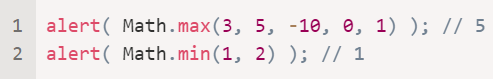 1 alert( Math.max(3, 5, -10, 0, 1) ); // 5
2 alert( Math.min(1, 2) ); // 1